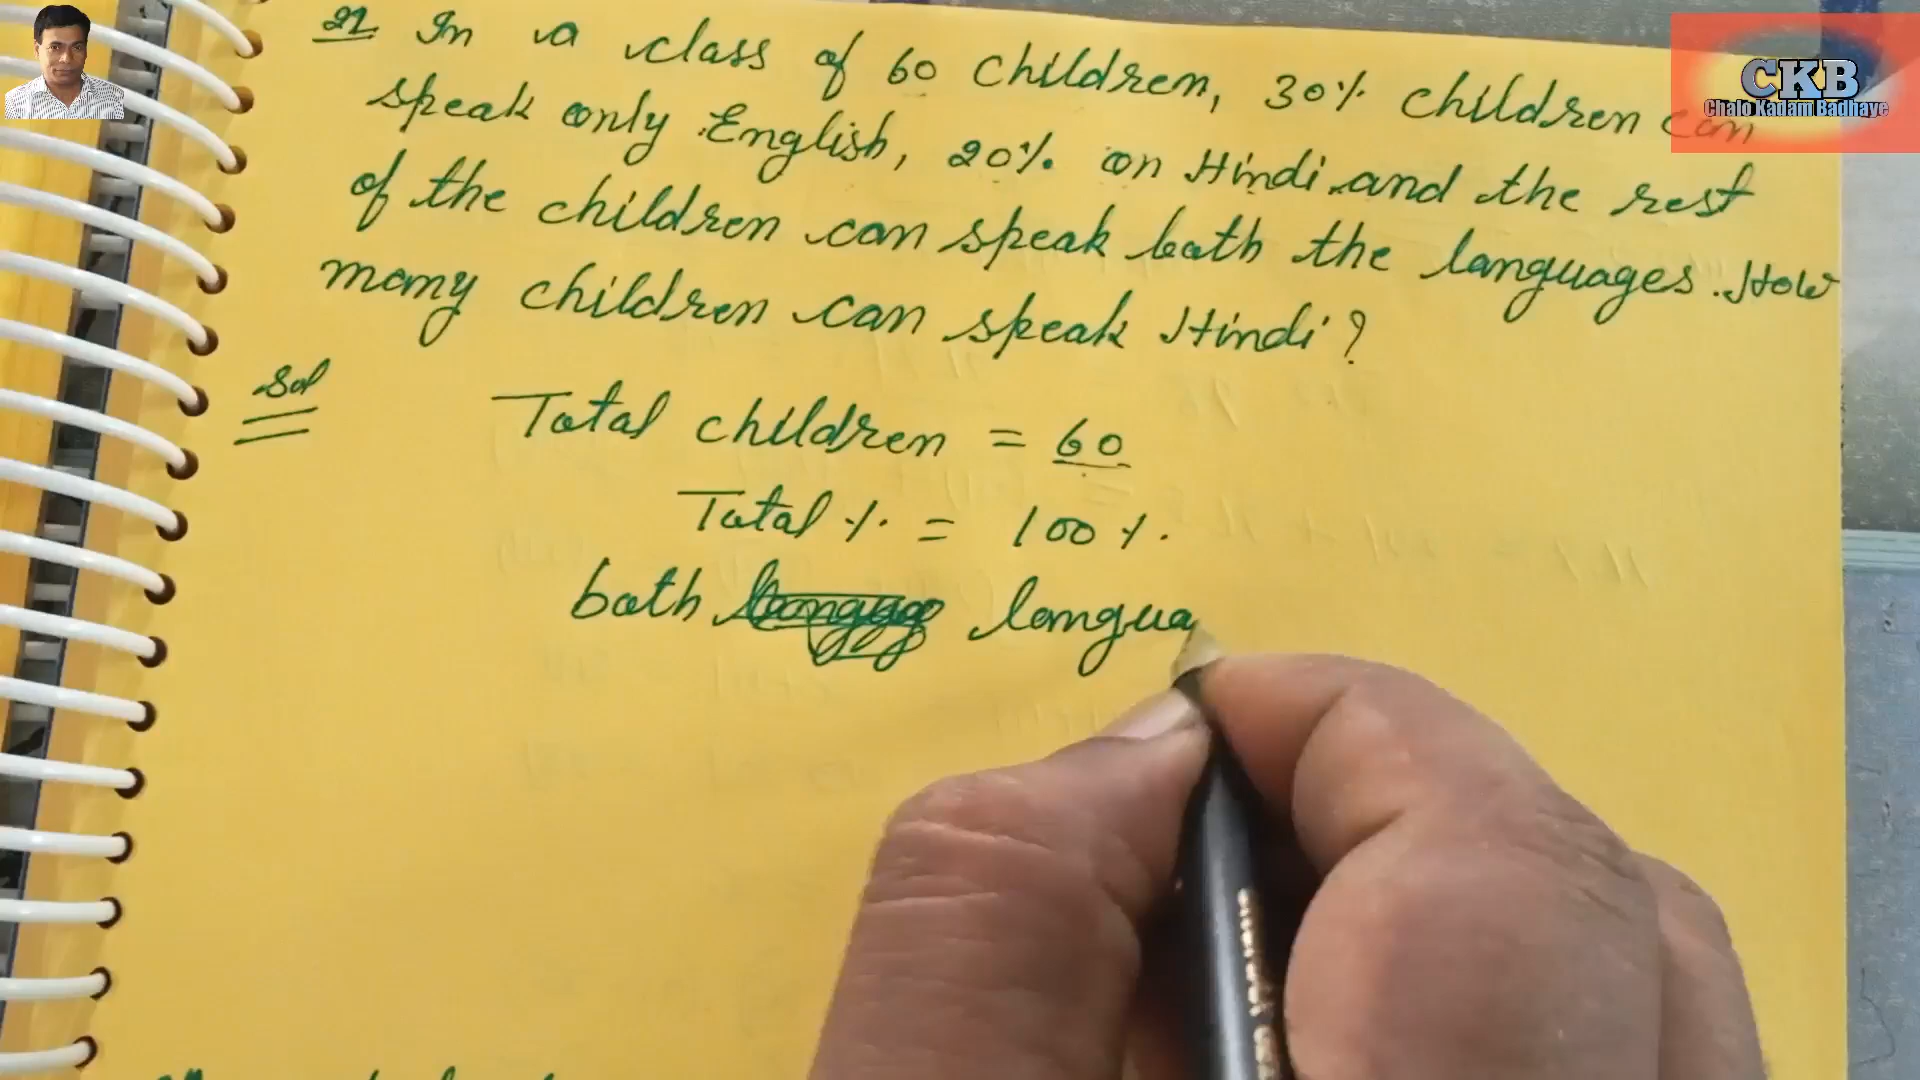 21 In a class of 60 children, 30% children can
speak only English, 20% on Hindi and the rest
of the children can speak both the languages. How
many children can speak Hindi?
Sol
Total children = 60
Total % = 100%.
both langua
CKB
Chalo Kadam Badhaye